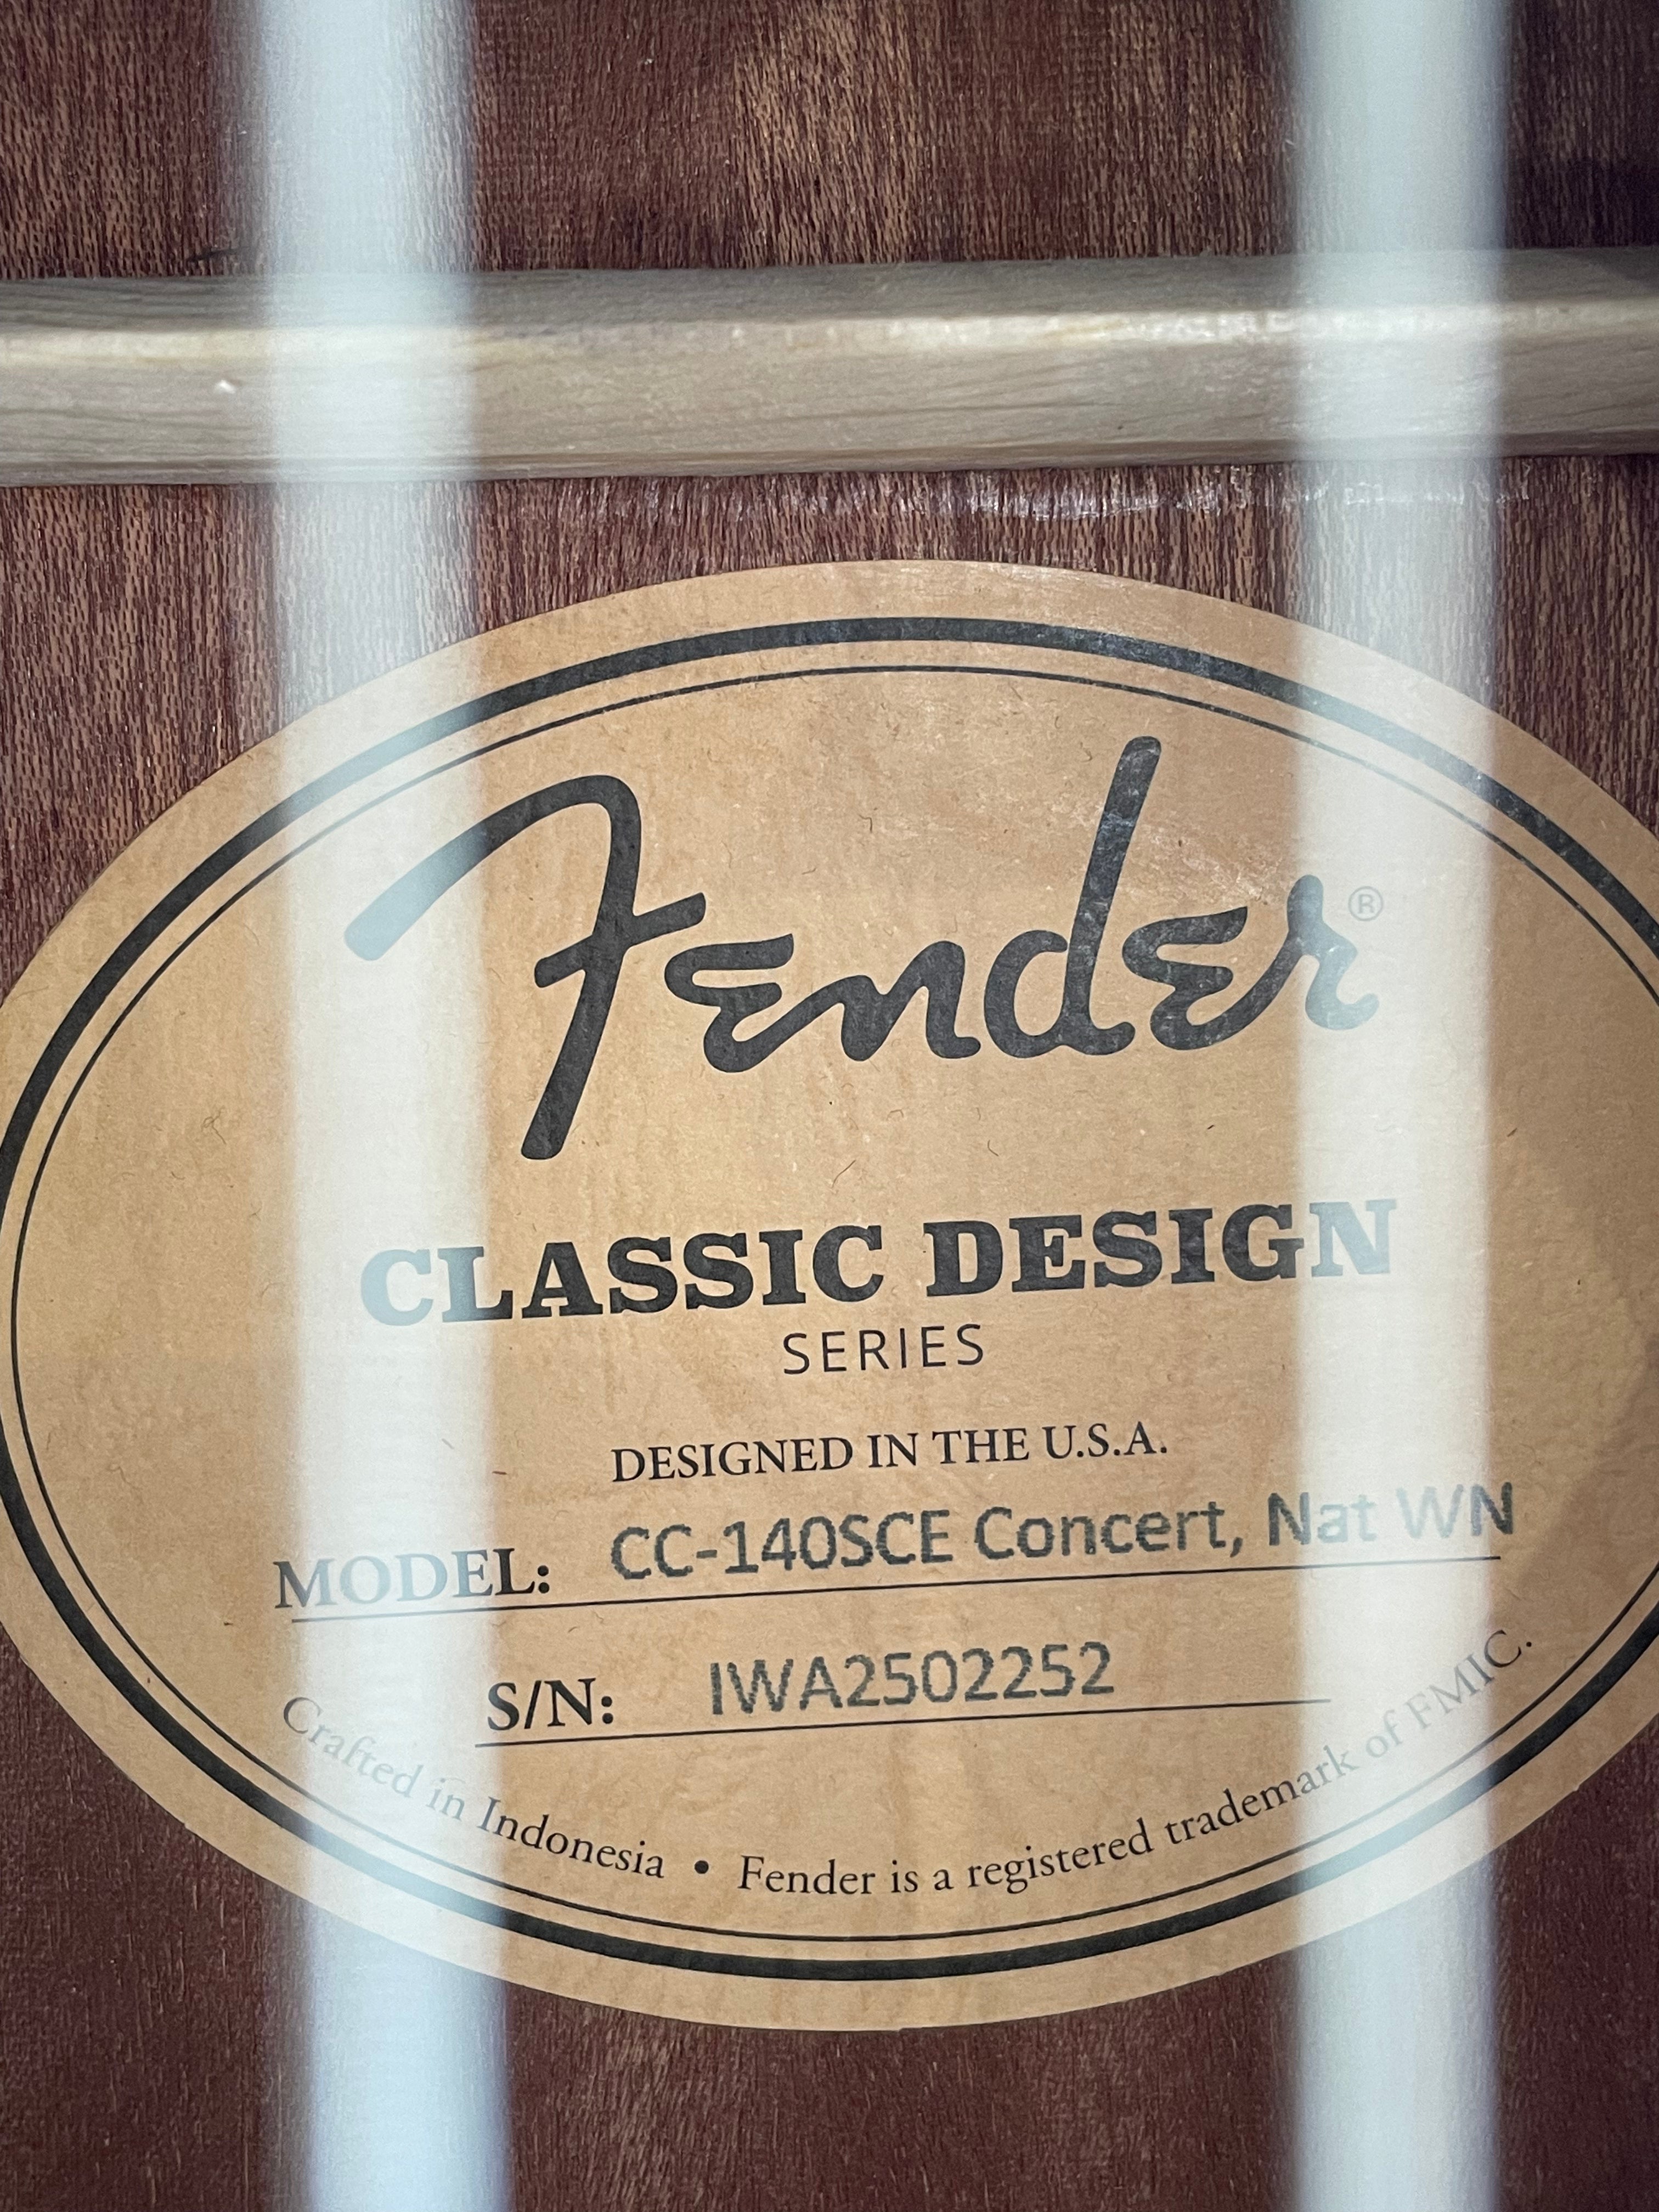 Fender®
CLASSIC DESIGN
SERIES
DESIGNED IN THE U.S.A.
MODEL: CC-140SCE Concert, Nat WN
S/N: IWA2502252
Crafted in Indonesia • Fender is a registered trademark of FMIC.